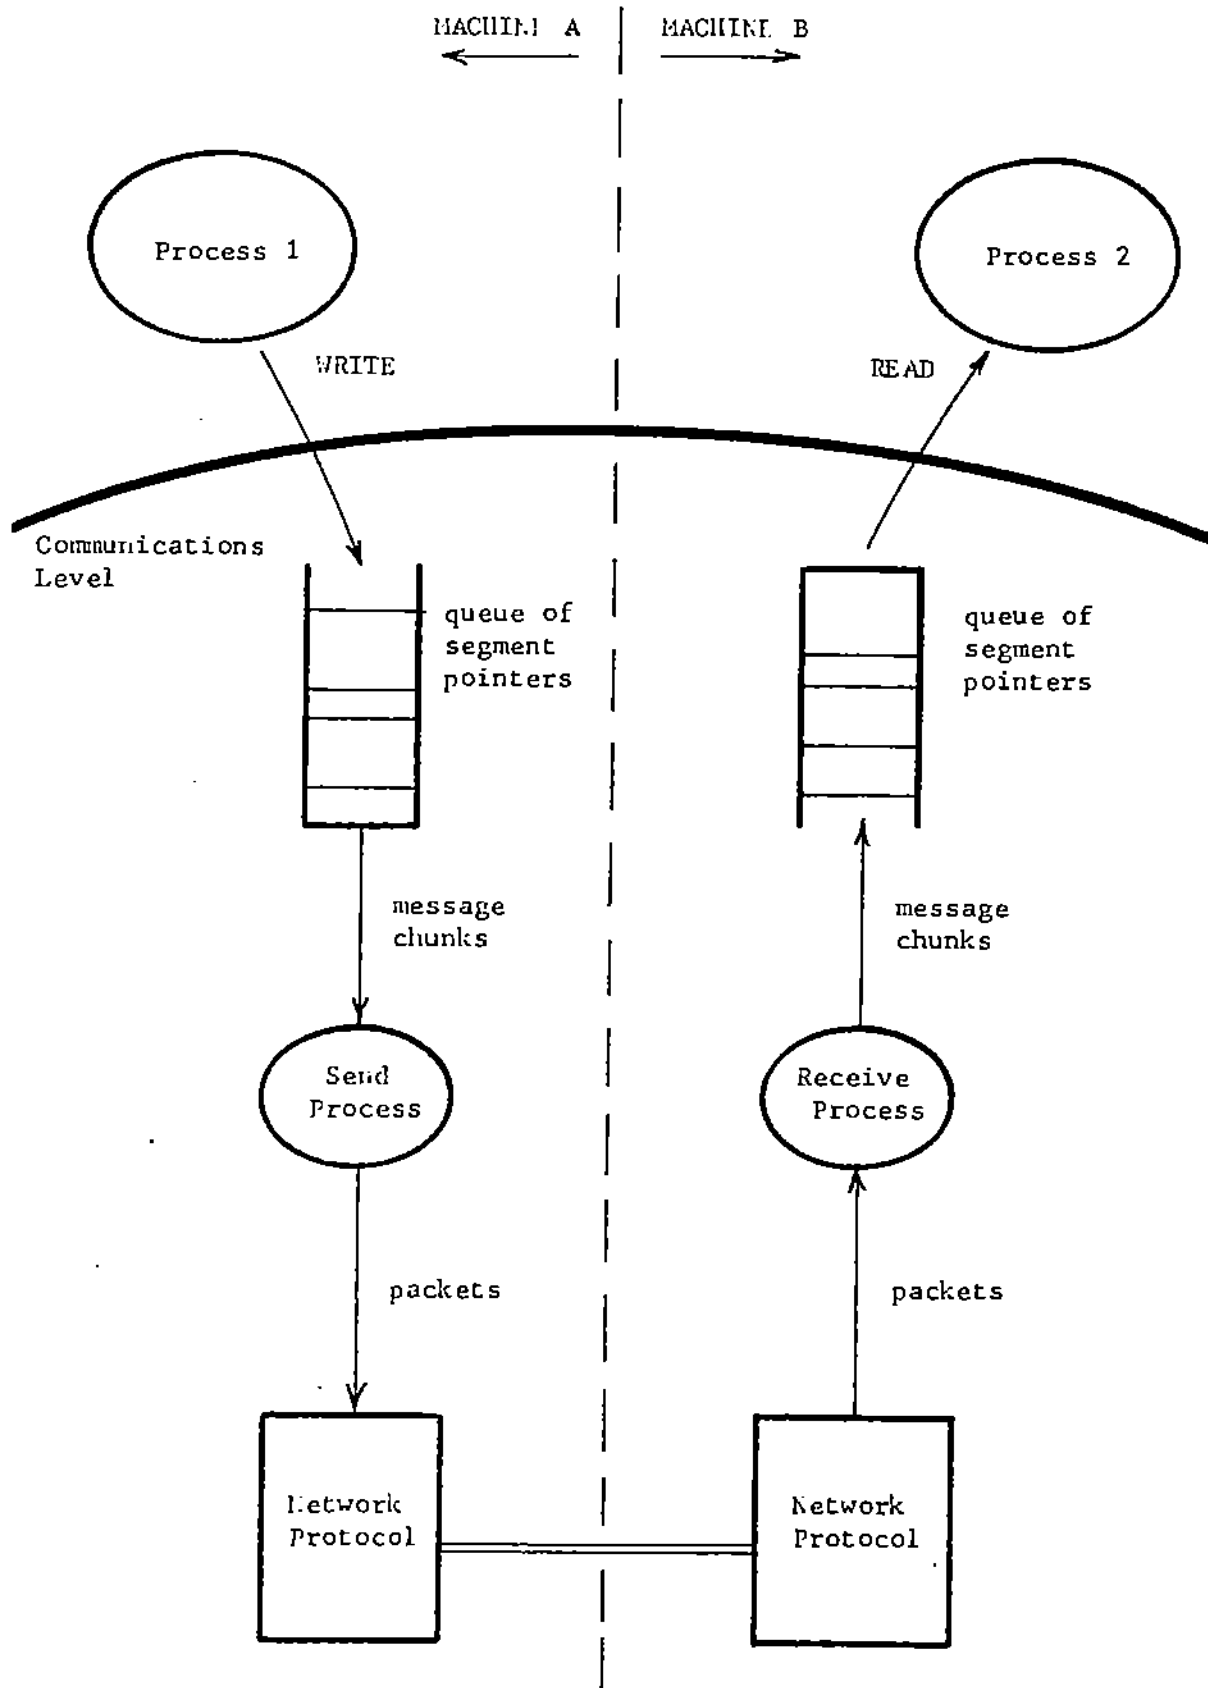 MACHINE A
MACHINE B
Process 1
Process 2
WRITE
READ
Communications
Level
queue of
segment
pointers
queue of
segment
pointers
message
chunks
message
chunks
Send
Process
Receive
Process
packets
packets
Network
Protocol
Network
Protocol